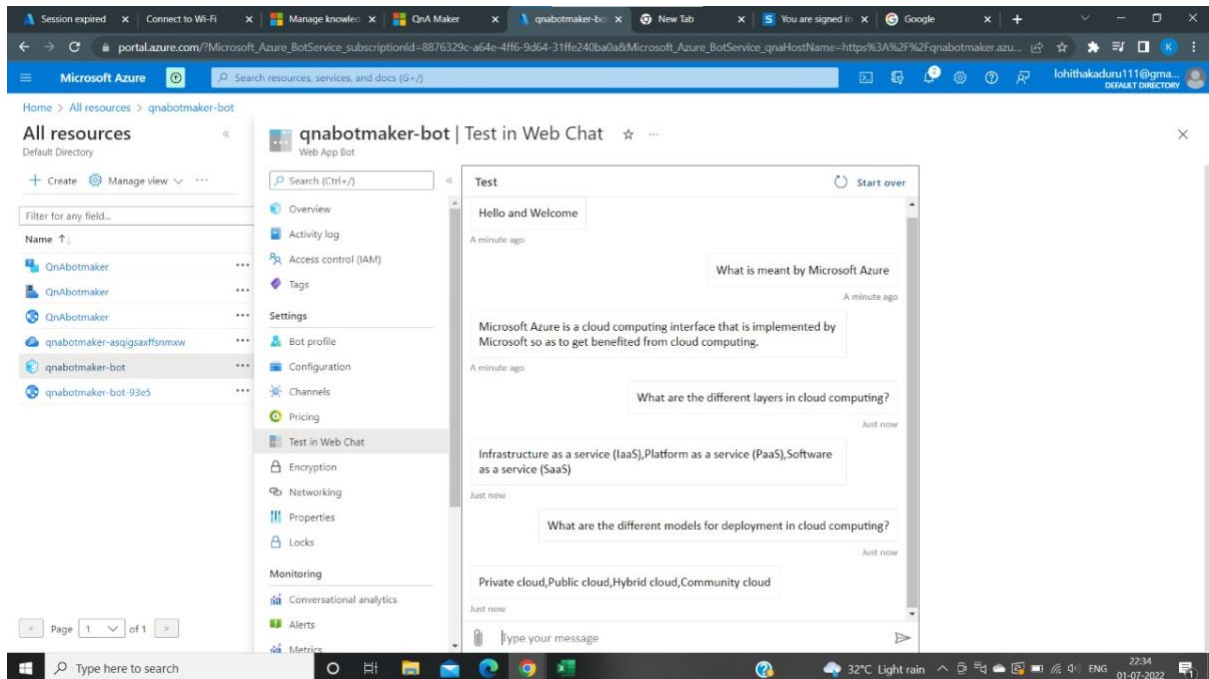 Session expired
Connect to Wi-Fi
Manage knowled
QnA Maker
qnabotmaker-bo
New Tab
You are signed in
Google
portal.azure.com/?Microsoft_Azure_BotService_subscriptionId=8876329c-a64e-4ff6-9d64-31ffe240ba0a&Microsoft_Azure_BotService_qnaHostName=https%3A%2F%2Fqnabotmaker.azu...
K
Microsoft Azure
Search resources, services, and docs (G+/)
2
lohithakaduru111@gma...
DEFAULT DIRECTORY
Home > All resources > qnabotmaker-bot
All resources
Default Directory
+ Create
Manage view
...
Filter for any field...
Name ↑
QnAbotmaker
QnAbotmaker
QnAbotmaker
qnabotmaker-asqigsaxffsnmxw
qnabotmaker-bot
qnabotmaker-bot-93e5
< Page 1 of 1 >
qnabotmaker-bot | Test in Web Chat
Web App Bot
Search (Ctrl+/)
Overview
Activity log
Access control (IAM)
Tags
Settings
Bot profile
Configuration
Channels
Pricing
Test in Web Chat
Encryption
Networking
Properties
Locks
Monitoring
Conversational analytics
Alerts
Metrics
Test
Start over
Hello and Welcome
A minute ago
What is meant by Microsoft Azure
A minute ago
Microsoft Azure is a cloud computing interface that is implemented by
Microsoft so as to get benefited from cloud computing.
A minute ago
What are the different layers in cloud computing?
Just now
Infrastructure as a service (IaaS),Platform as a service (PaaS),Software
as a service (SaaS)
Just now
What are the different models for deployment in cloud computing?
Just now
Private cloud,Public cloud,Hybrid cloud,Community cloud
Just now
Type your message
Type here to search
32°C Light rain
ENG
22:34
01-07-2022
1